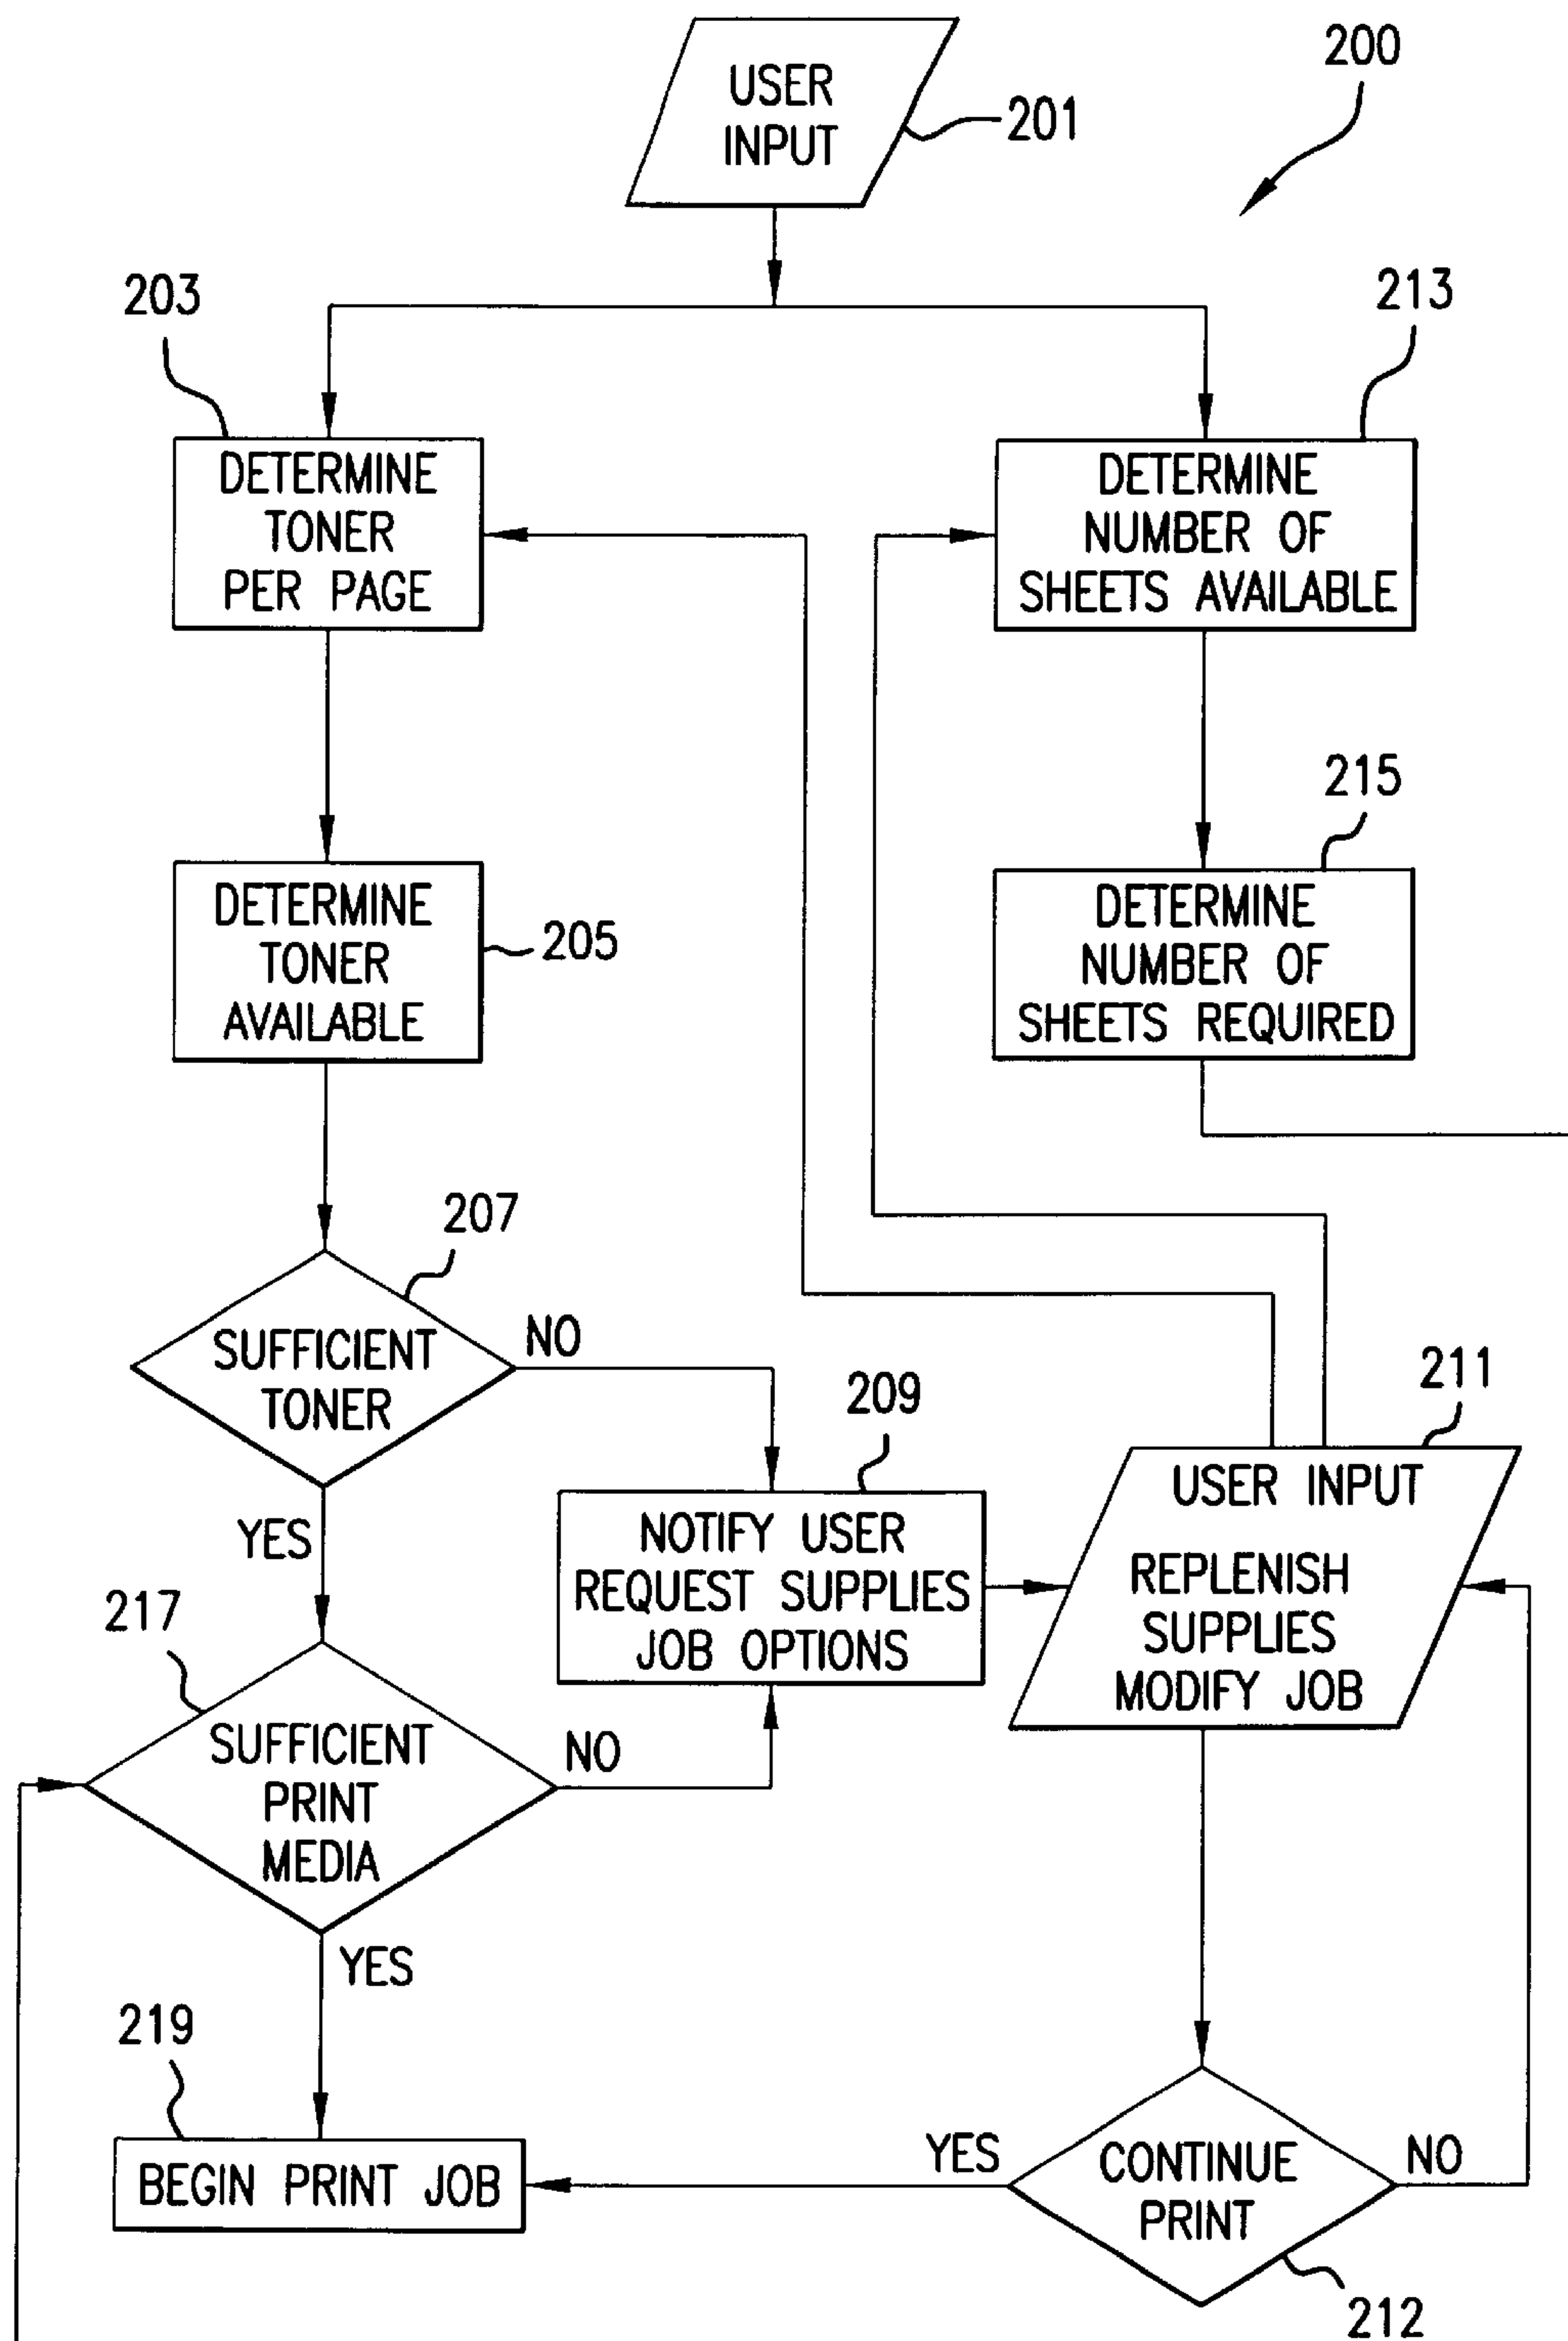 USER
INPUT
201
200
203
213
DETERMINE
TONER
PER PAGE
DETERMINE
NUMBER OF
SHEETS AVAILABLE
215
DETERMINE
TONER
AVAILABLE
205
DETERMINE
NUMBER OF
SHEETS REQUIRED
207
SUFFICIENT
TONER
NO
YES
209
NOTIFY USER
REQUEST SUPPLIES
JOB OPTIONS
211
USER INPUT
REPLENISH
SUPPLIES
MODIFY JOB
217
SUFFICIENT
PRINT
MEDIA
NO
YES
219
BEGIN PRINT JOB
YES
CONTINUE
PRINT
NO
212